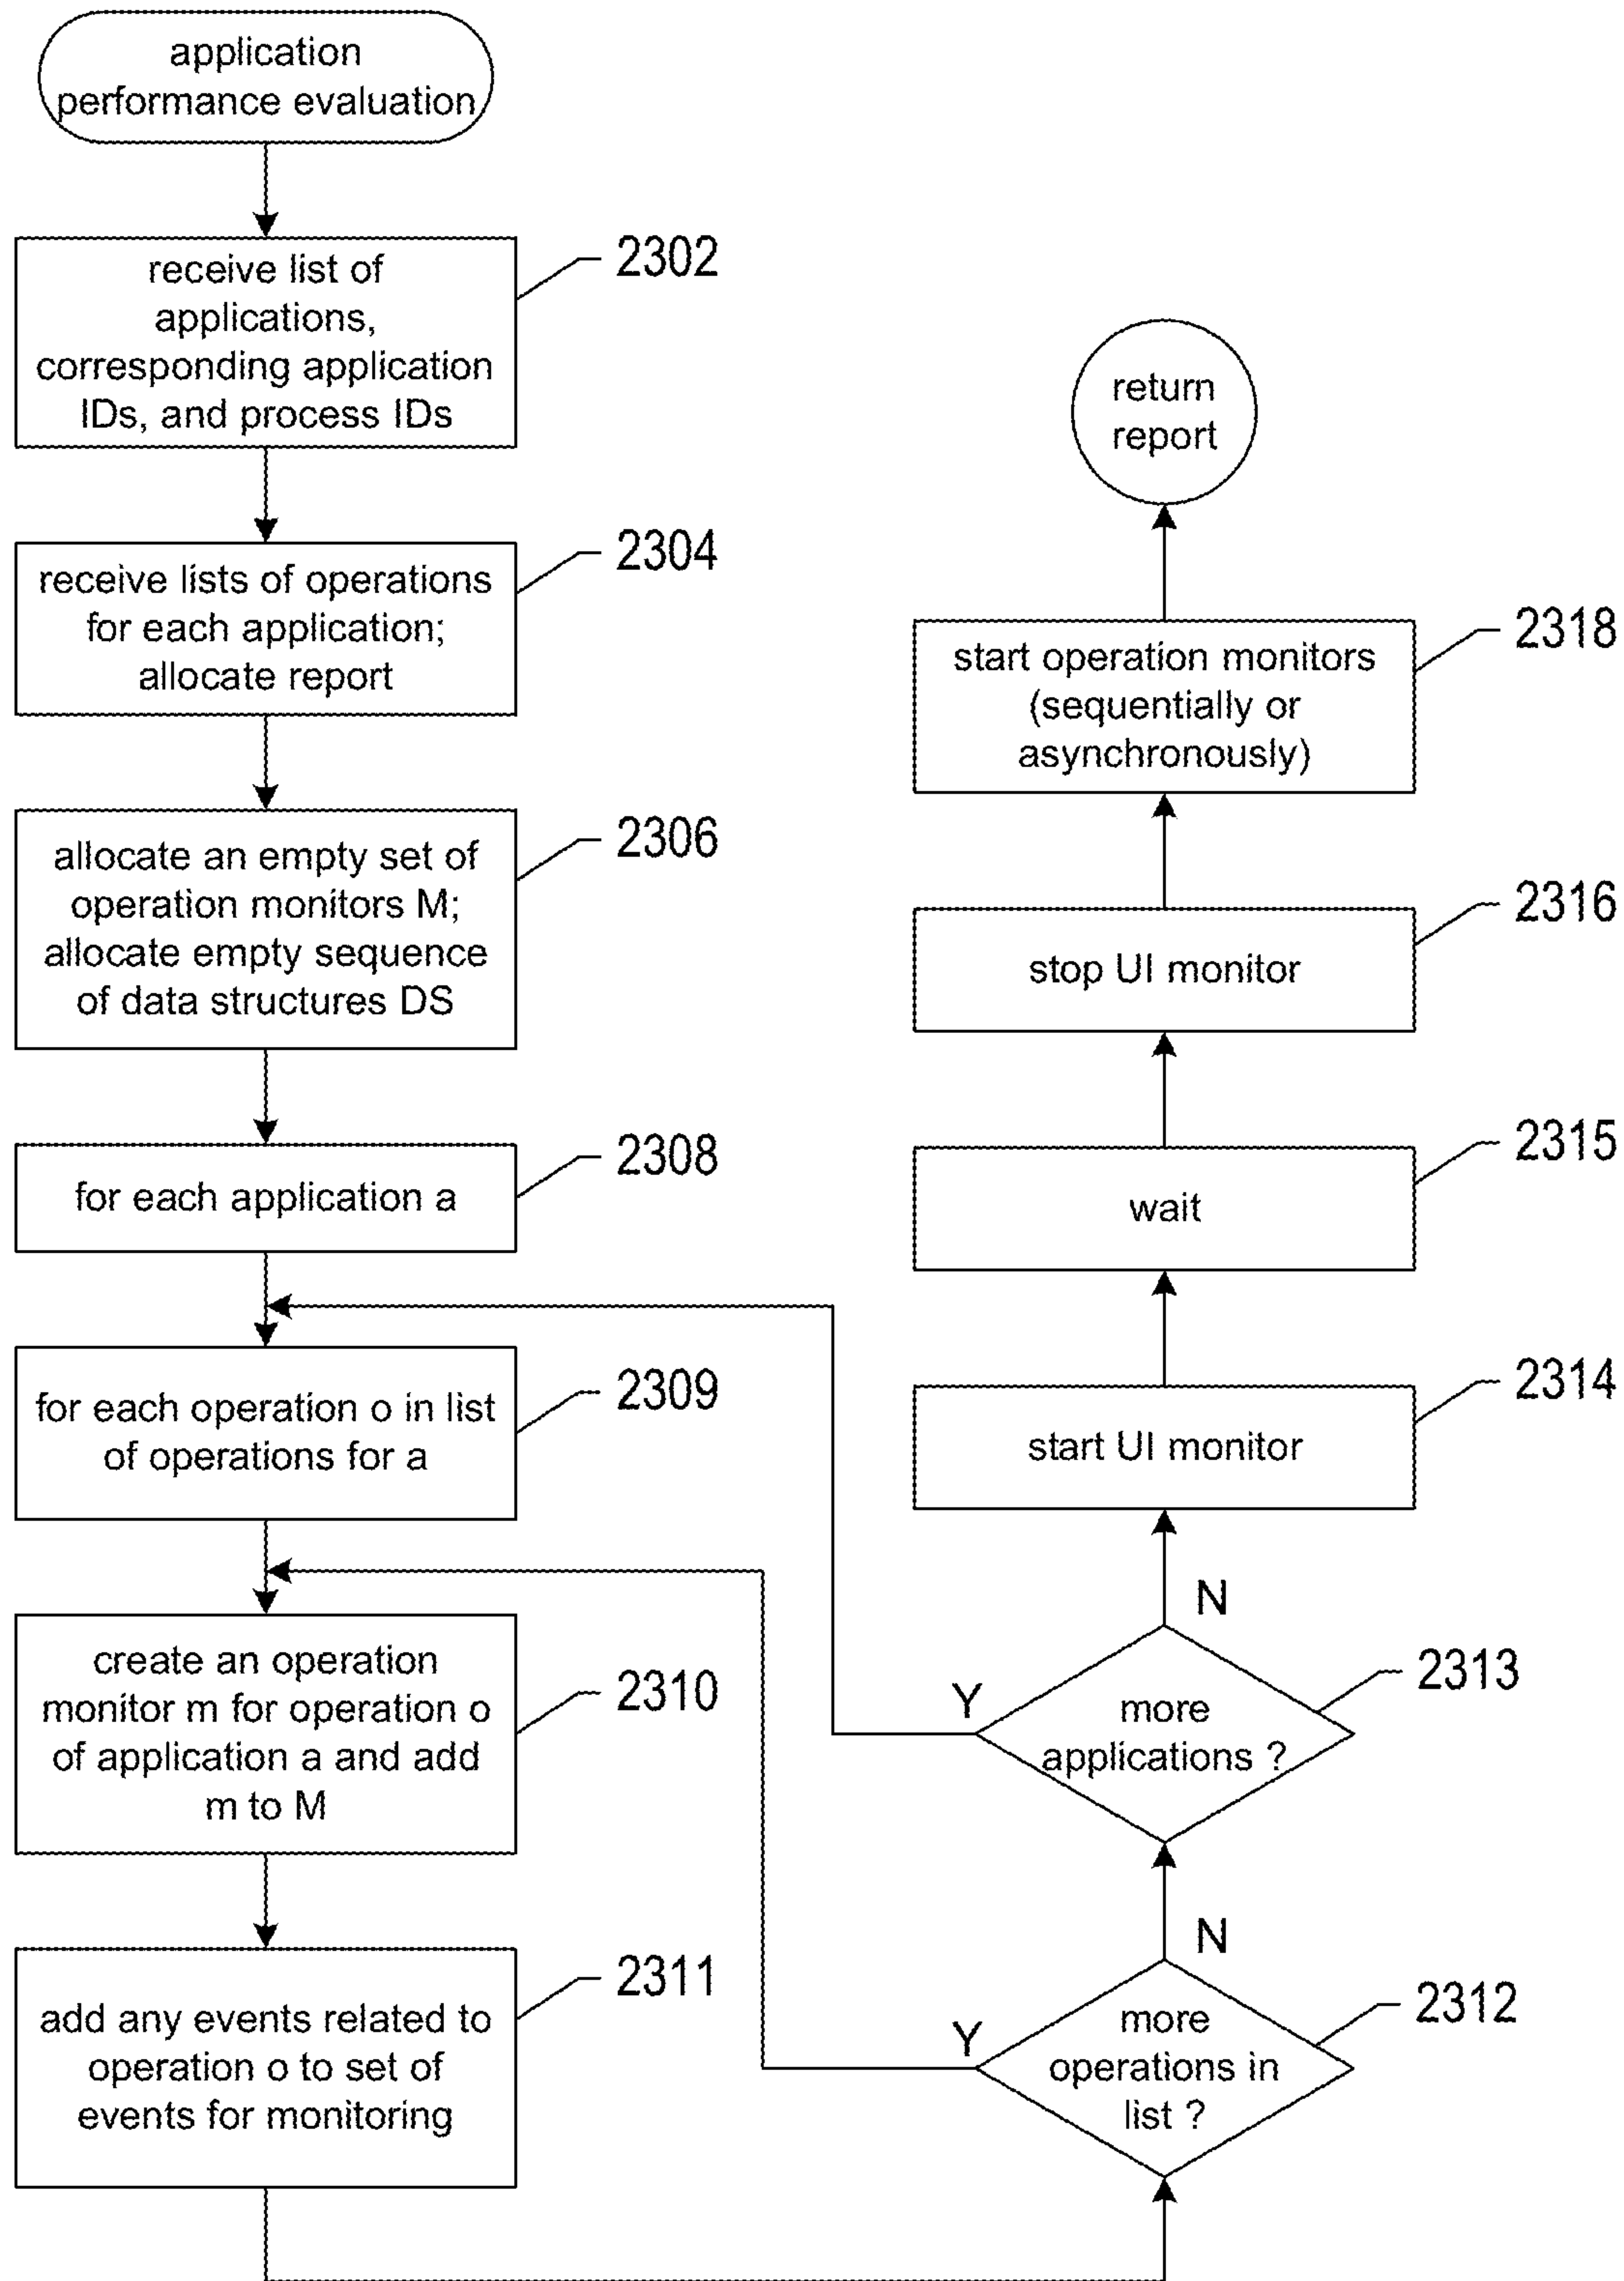 application
performance evaluation
receive list of
applications,
corresponding application
IDs, and process IDs
2302
receive lists of operations
for each application;
allocate report
2304
allocate an empty set of
operation monitors M;
allocate empty sequence
of data structures DS
2306
for each application a
2308
for each operation o in list
of operations for a
2309
create an operation
monitor m for operation o
of application a and add
m to M
2310
add any events related to
operation o to set of
events for monitoring
2311
more
operations in
list ?
2312
Y
N
more
applications ?
2313
Y
N
start UI monitor
2314
wait
2315
stop UI monitor
2316
start operation monitors
(sequentially or
asynchronously)
2318
return
report